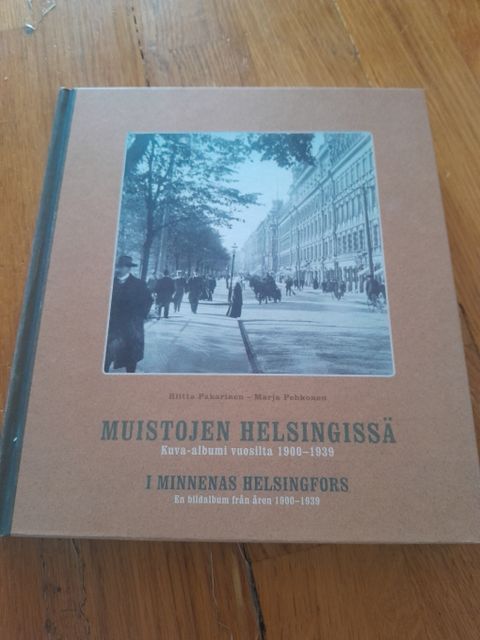 Riitta Pakarinen – Marja Pehkonen
MUISTOJEN HELSINGISSÄ
Kuva-albumi vuosilta 1900–1939
I MINNENAS HELSINGFORS
En bildalbum från åren 1900–1939